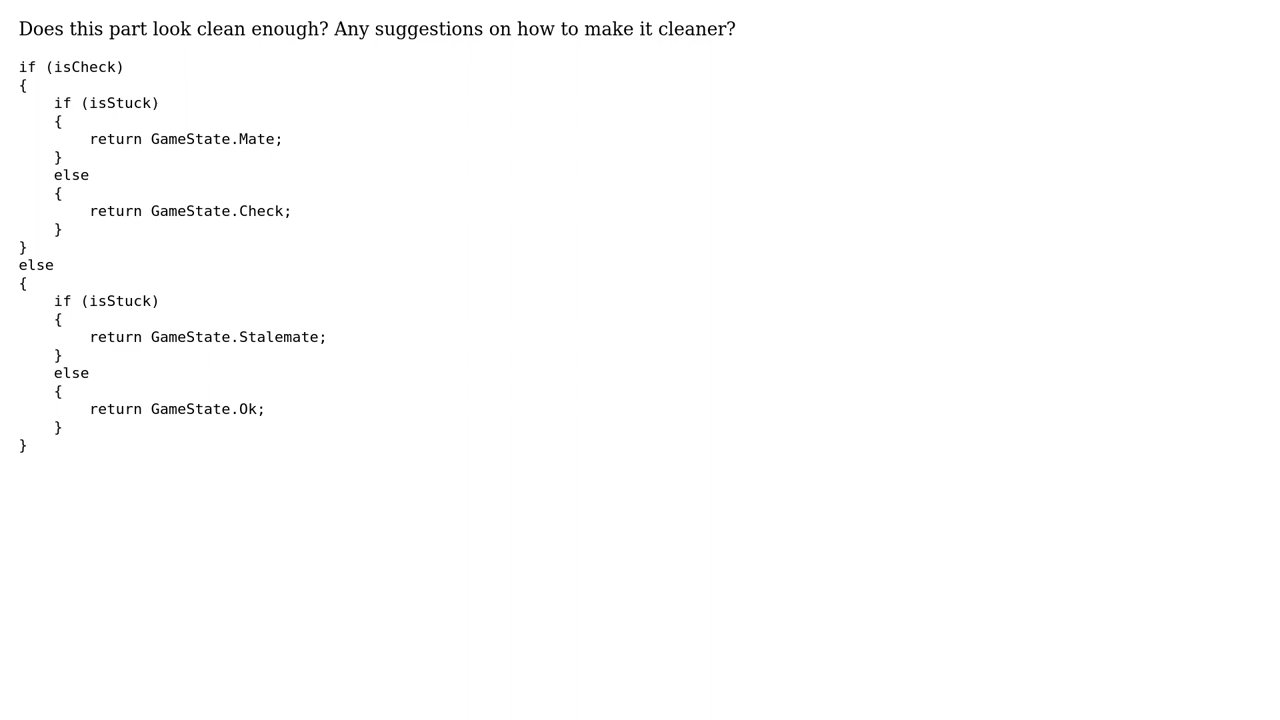 Does this part look clean enough? Any suggestions on how to make it cleaner?
if (isCheck)
{
    if (isStuck)
    {
        return GameState.Mate;
    }
    else
    {
        return GameState.Check;
    }
}
else
{
    if (isStuck)
    {
        return GameState.Stalemate;
    }
    else
    {
        return GameState.Ok;
    }
}